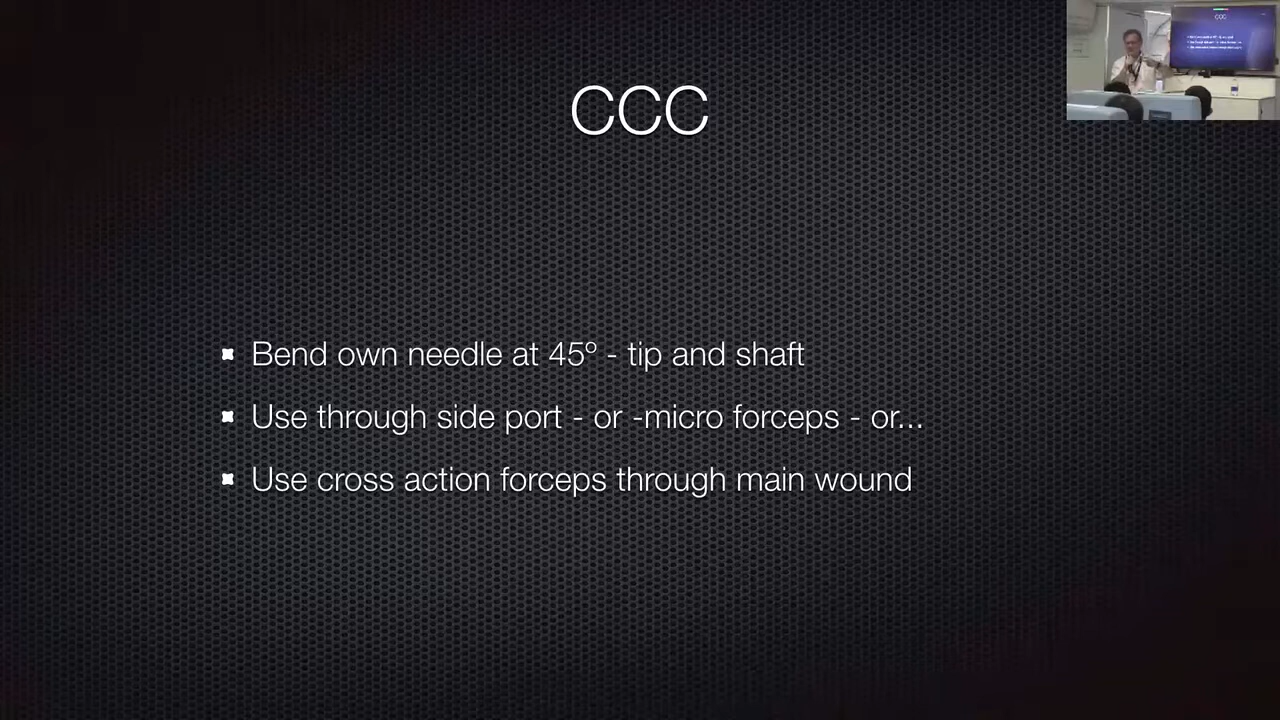 CCC
Bend own needle at 45º - tip and shaft
Use through side port - or -micro forceps - or...
Use cross action forceps through main wound